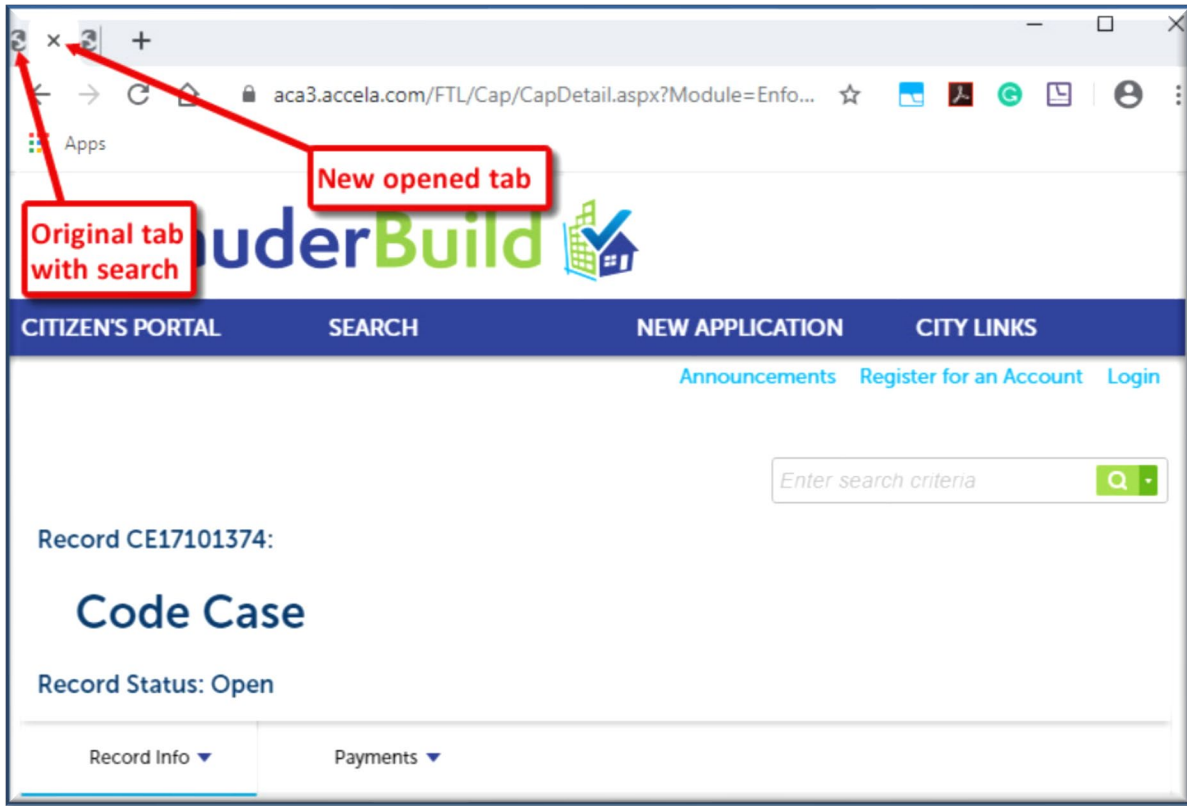 aca3.accela.com/FTL/Cap/CapDetail.aspx?Module=Enfo...
Apps
New opened tab
Original tab
with search
uderBuild
CITIZEN'S PORTAL SEARCH NEW APPLICATION CITY LINKS
Announcements Register for an Account Login
Enter search criteria
Record CE17101374:
Code Case
Record Status: Open
Record Info Payments